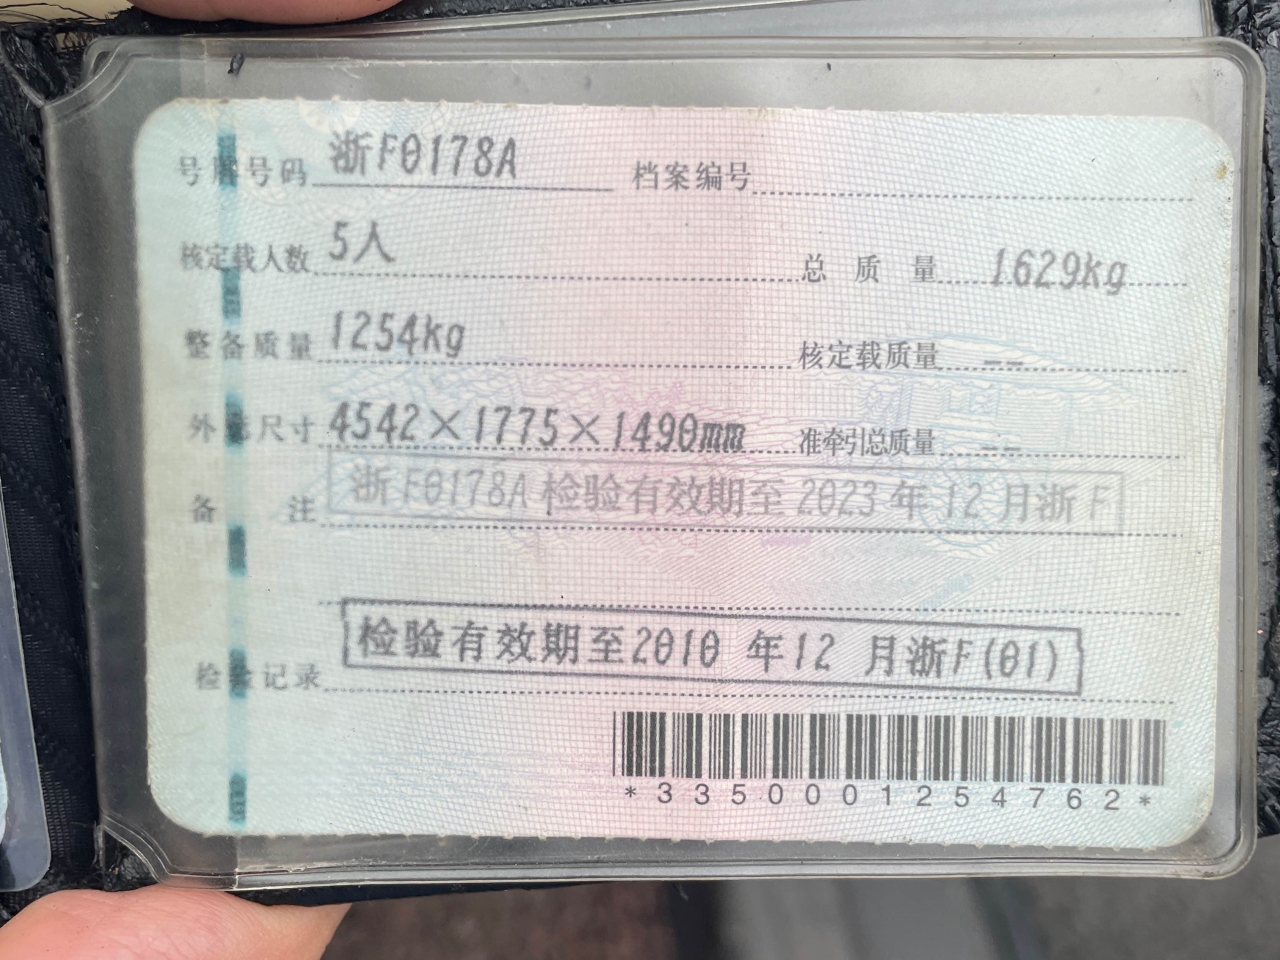 号牌号码 浙F0178A 档案编号
核定载人数 5人 总质量 1629kg
整备质量 1254kg 核定载质量 --
外廓尺寸 4542×1775×1490mm 准牵引总质量 --
备注 浙F0178A 检验有效期至 2023 年 12 月浙F
检验记录 检验有效期至2010 年12 月浙F(01)
*3350001254762*